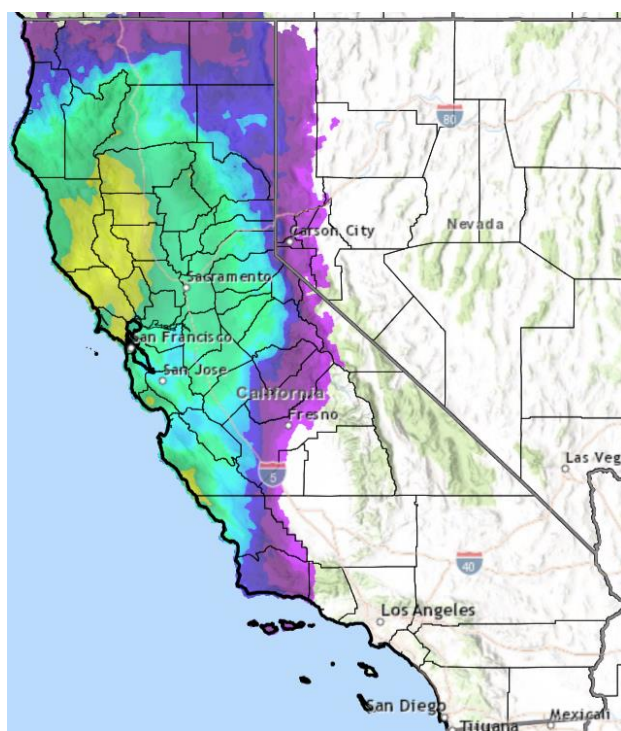 80
Nevada
Carson City
Sacramento
San Francisco
San Jose
California
Fresno
Las Veg
5
40
Los Angeles
San Diego
Tijuana
Mexicali